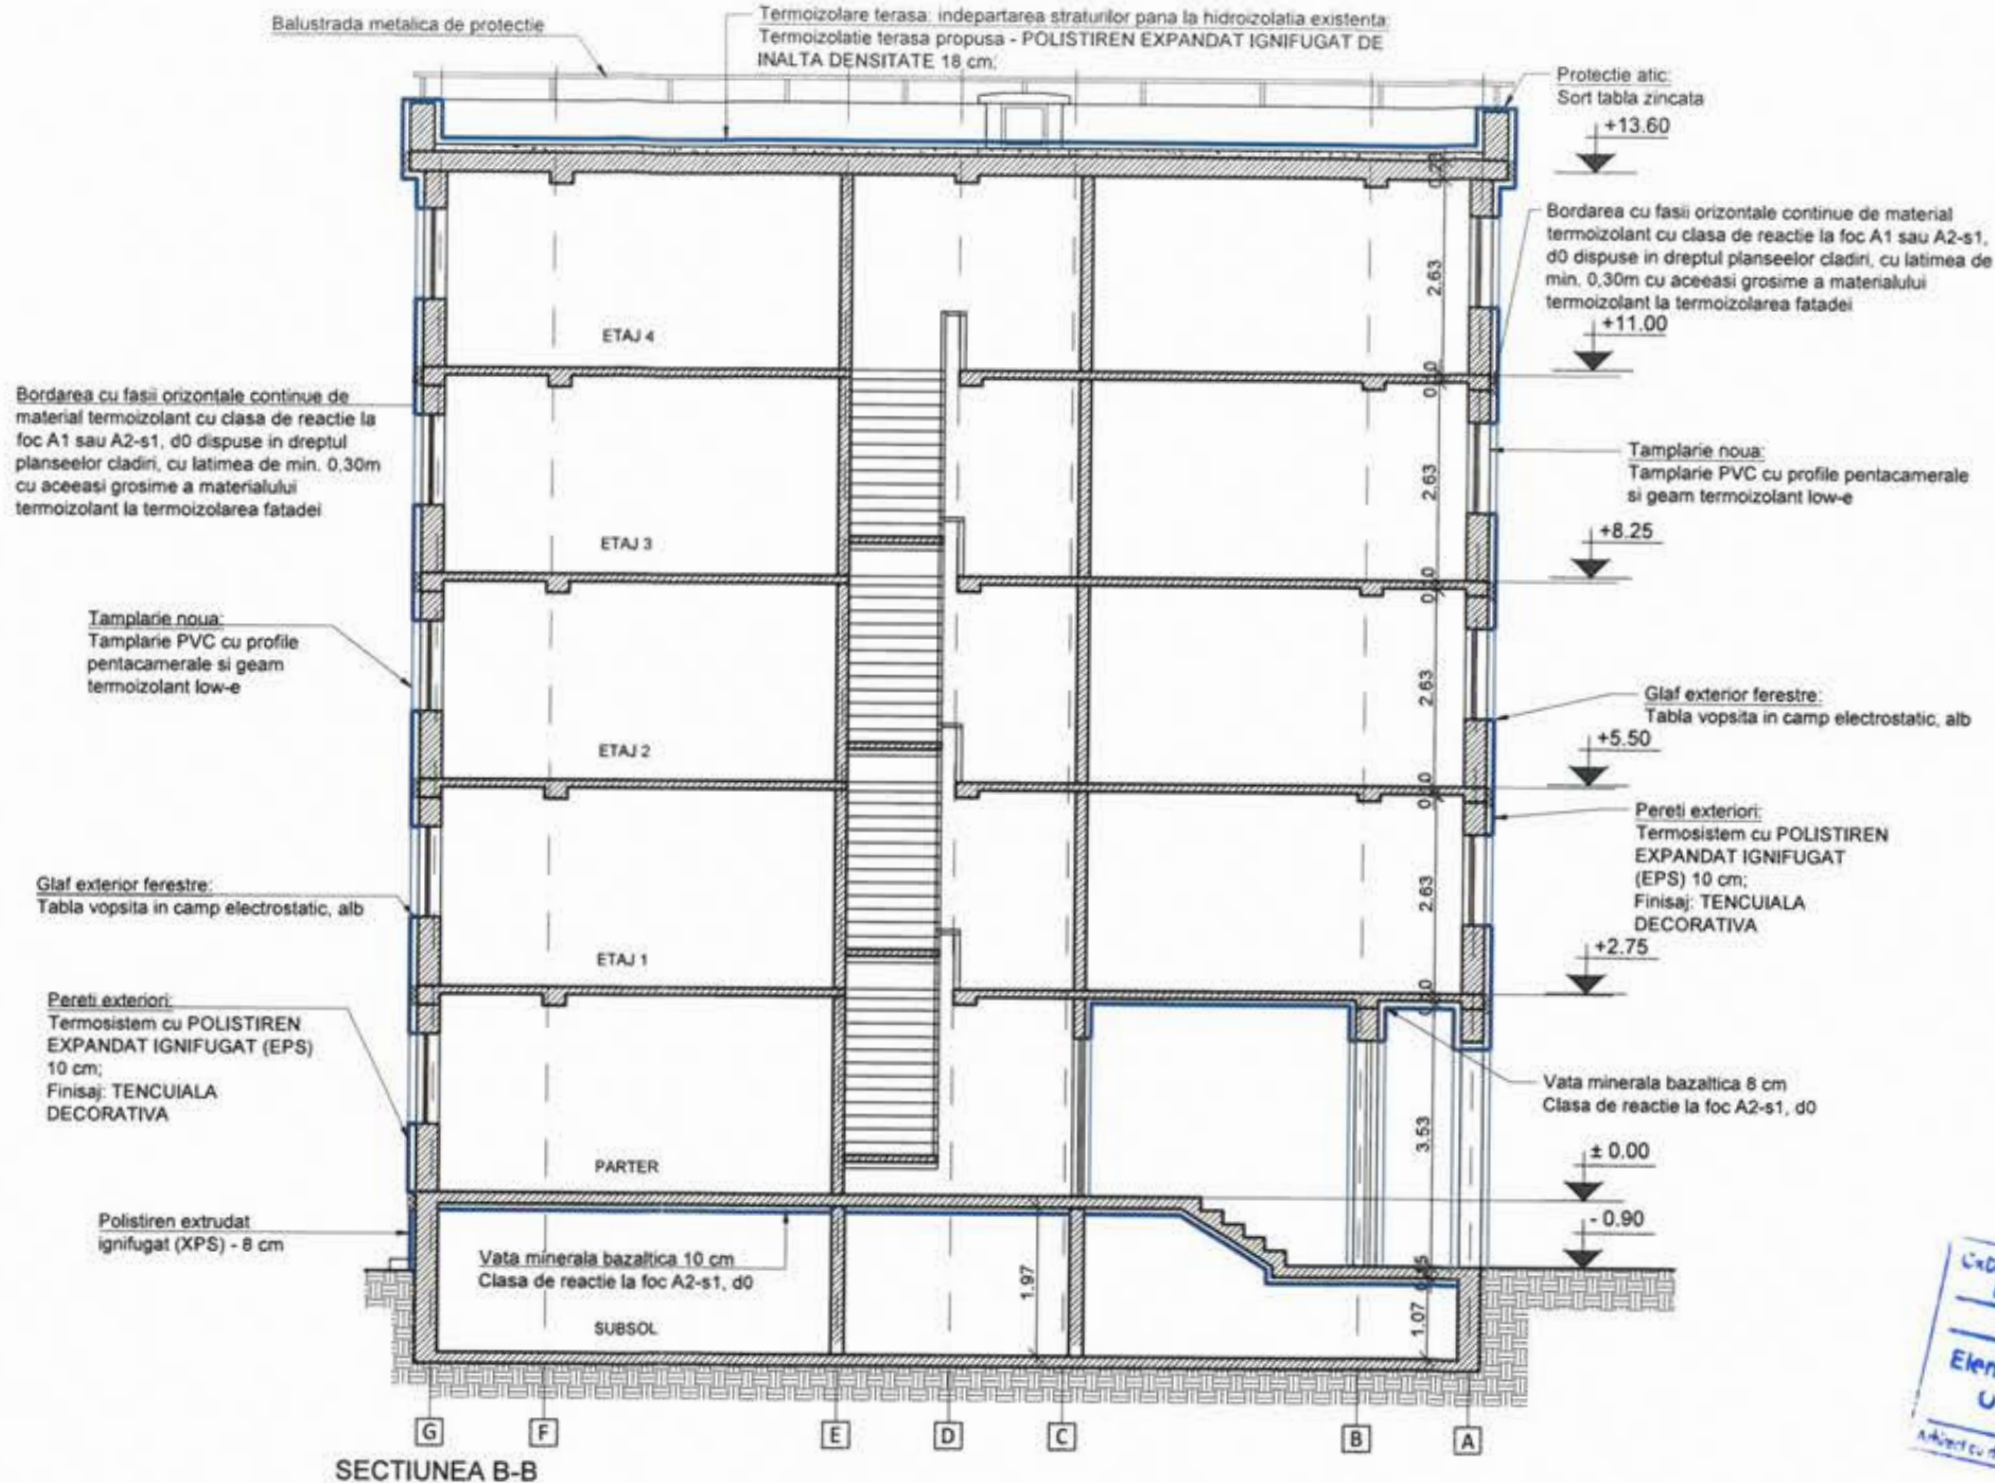 Balustrada metalica de protectie
Termoizolare terasa: indepartarea straturilor pana la hidroizolatia existenta;
Termoizolatie terasa propusa - POLISTIREN EXPANDAT IGNIFUGAT DE
INALTA DENSITATE 18 cm;
Protectie atic:
Sort tabla zincata
+13.60
0.20
Bordarea cu fasii orizontale continue de material
termoizolant cu clasa de reactie la foc A1 sau A2-s1,
d0 dispuse in dreptul planseelor cladiri, cu latimea de
min. 0,30m cu aceeasi grosime a materialului
termoizolant la termoizolarea fatadei
2.63
+11.00
ETAJ 4
0.10
Bordarea cu fasii orizontale continue de
material termoizolant cu clasa de reactie la
foc A1 sau A2-s1, d0 dispuse in dreptul
planseelor cladiri, cu latimea de min. 0,30m
cu aceeasi grosime a materialului
termoizolant la termoizolarea fatadei
Tamplarie noua:
Tamplarie PVC cu profile pentacamerale
si geam termoizolant low-e
2.63
+8.25
ETAJ 3
0.10
Tamplarie noua:
Tamplarie PVC cu profile
pentacamerale si geam
termoizolant low-e
2.63
Glaf exterior ferestre:
Tabla vopsita in camp electrostatic, alb
+5.50
ETAJ 2
0.10
Pereti exteriori:
Termosistem cu POLISTIREN
EXPANDAT IGNIFUGAT
(EPS) 10 cm;
Finisaj: TENCUIALA
DECORATIVA
2.63
Glaf exterior ferestre:
Tabla vopsita in camp electrostatic, alb
+2.75
ETAJ 1
0.10
Pereti exteriori:
Termosistem cu POLISTIREN
EXPANDAT IGNIFUGAT (EPS)
10 cm;
Finisaj: TENCUIALA
DECORATIVA
Vata minerala bazaltica 8 cm
Clasa de reactie la foc A2-s1, d0
3.53
± 0.00
PARTER
- 0.90
Polistiren extrudat
ignifugat (XPS) - 8 cm
Vata minerala bazaltica 10 cm
Clasa de reactie la foc A2-s1, d0
1.97
1.07
SUBSOL
G
F
E
D
C
B
A
SECTIUNEA B-B